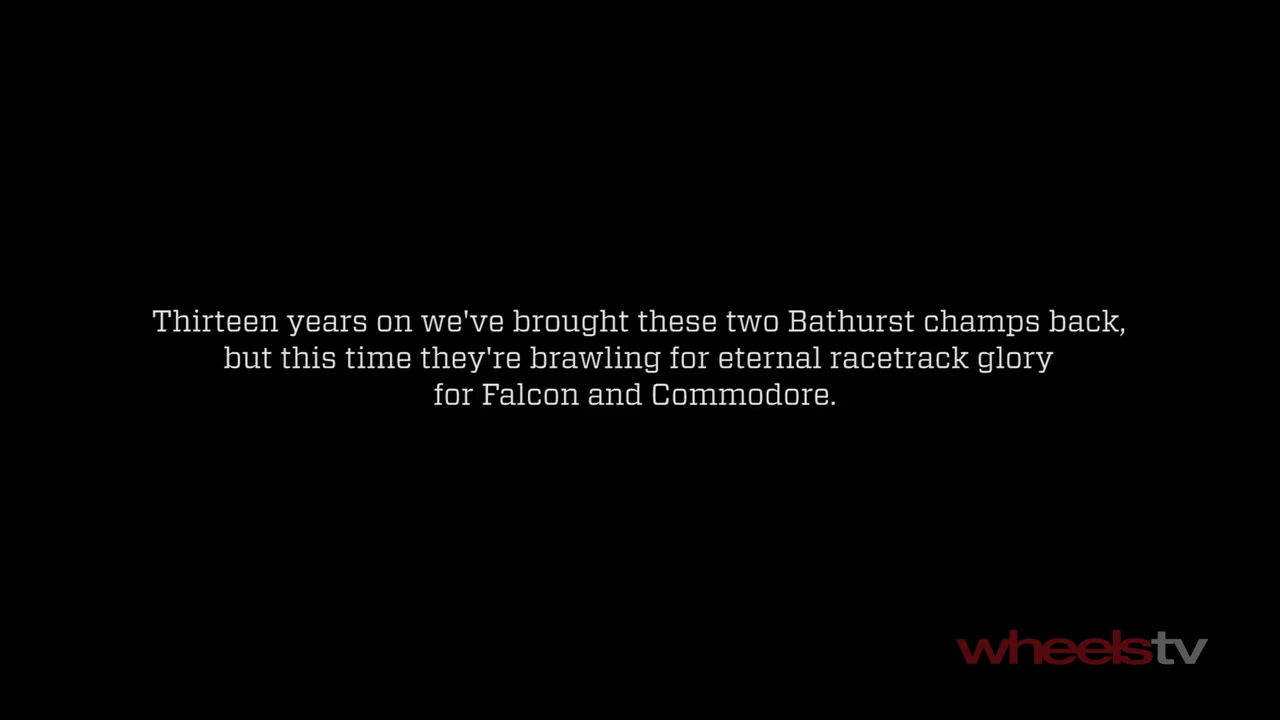 Thirteen years on we've brought these two Bathurst champs back,
but this time they're brawling for eternal racetrack glory
for Falcon and Commodore.
wheelstv